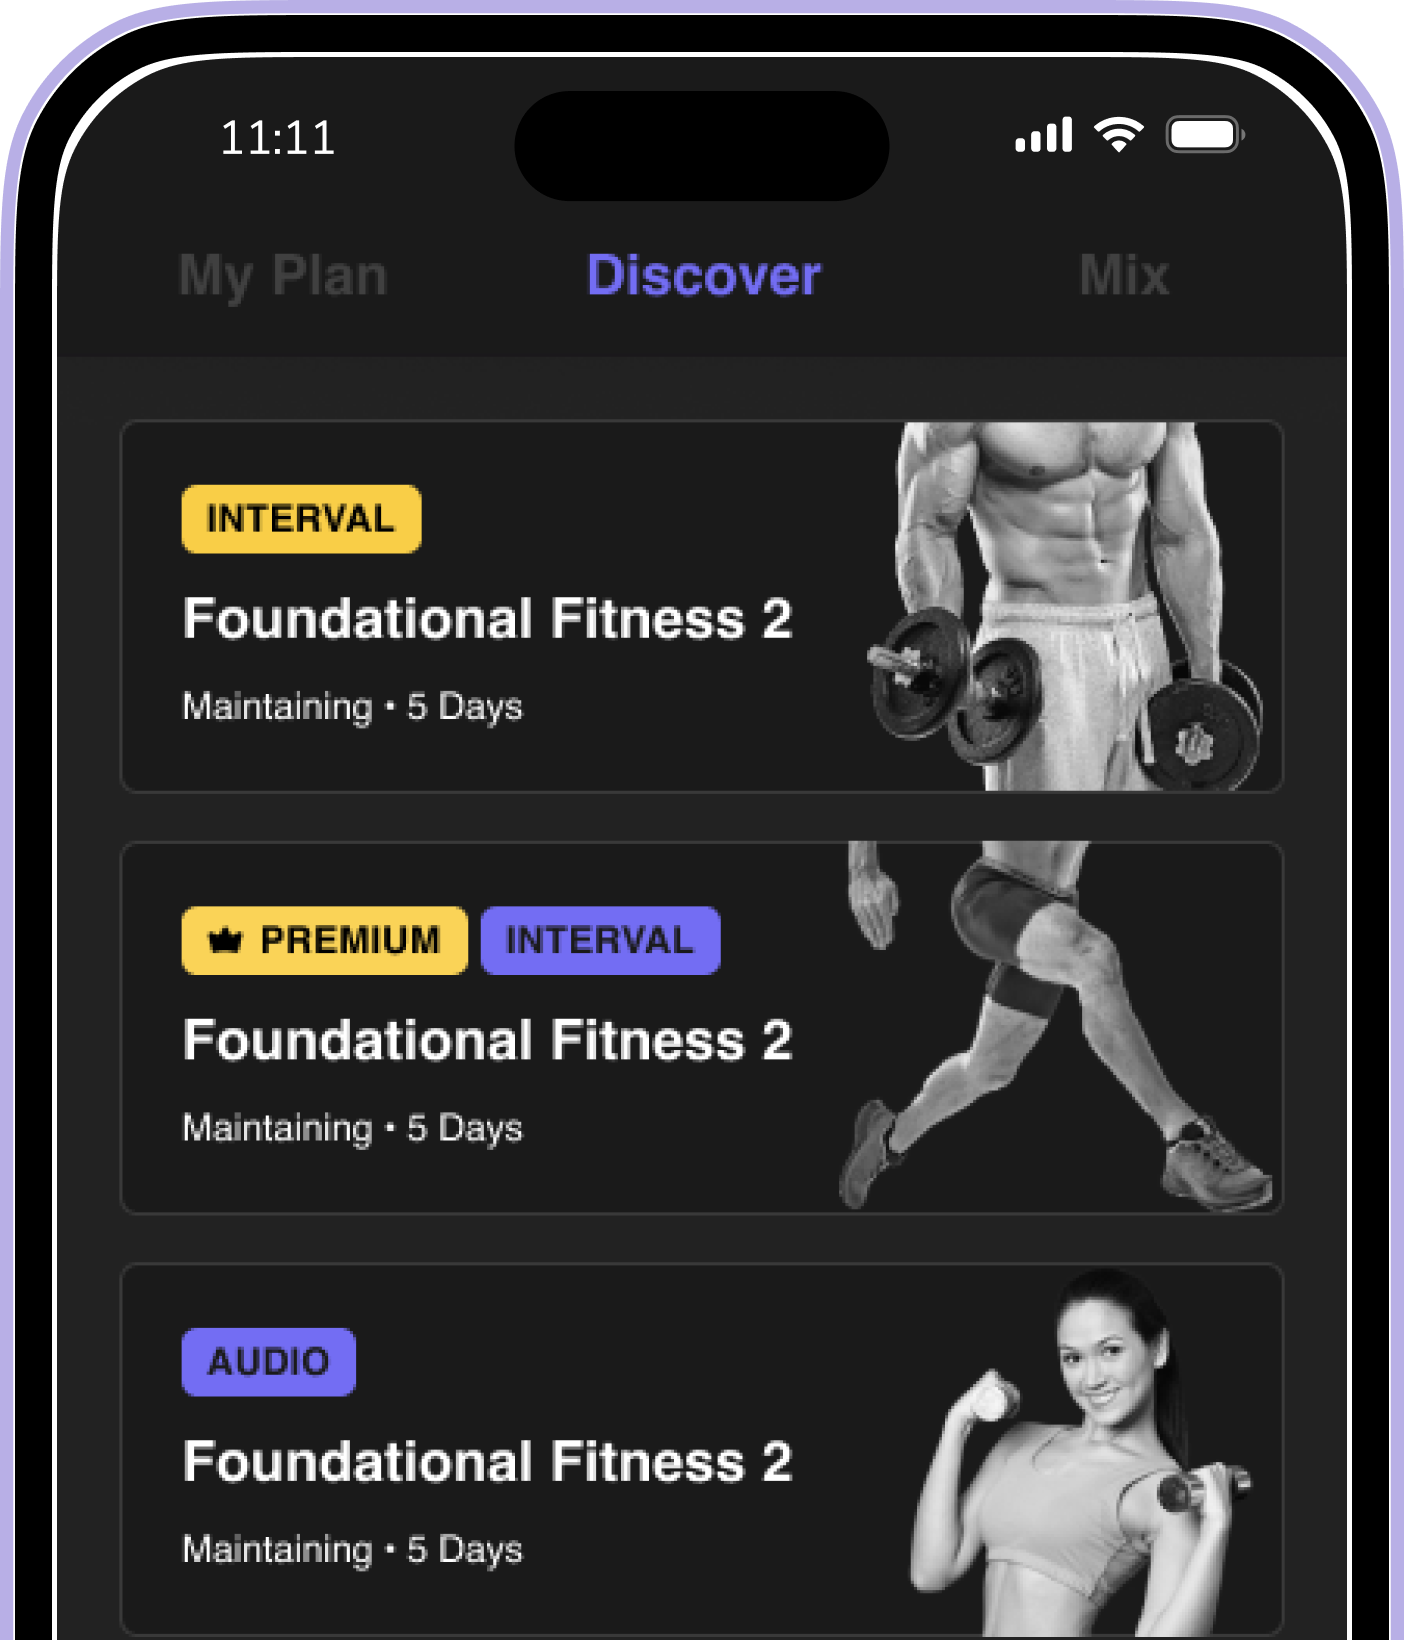 11:11
My Plan Discover Mix
INTERVAL
Foundational Fitness 2
Maintaining • 5 Days
PREMIUM INTERVAL
Foundational Fitness 2
Maintaining • 5 Days
AUDIO
Foundational Fitness 2
Maintaining • 5 Days